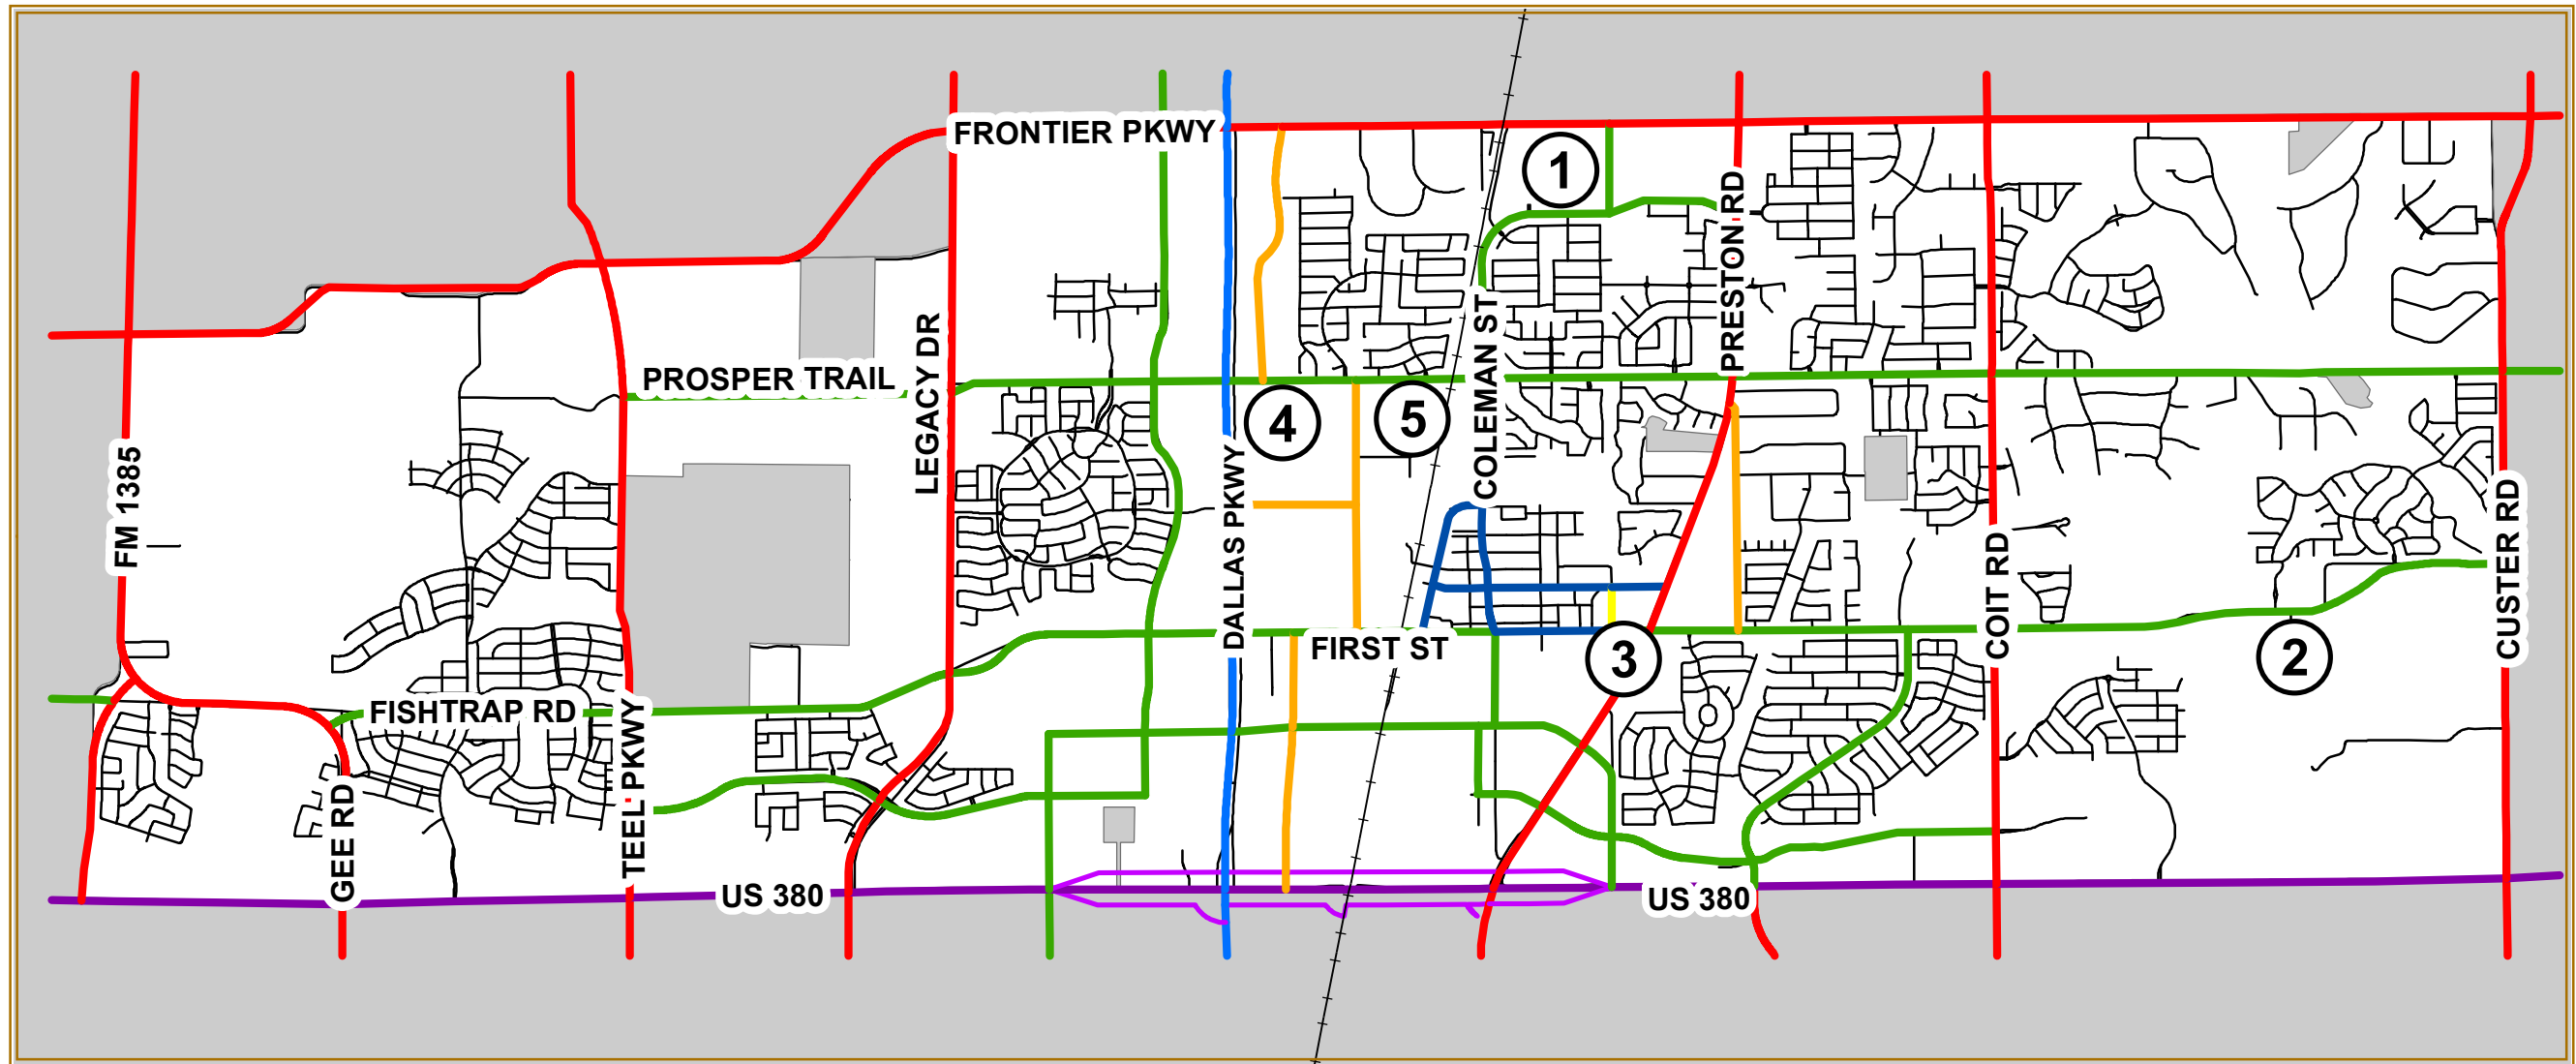 FRONTIER PKWY
1
PRESTON RD
COLEMAN ST
LEGACY DR
PROSPER TRAIL
4
5
FM 1385
DALLAS PKWY
COIT RD
CUSTER RD
FIRST ST
3
2
FISHTRAP RD
TEEL PKWY
GEE RD
US 380
US 380